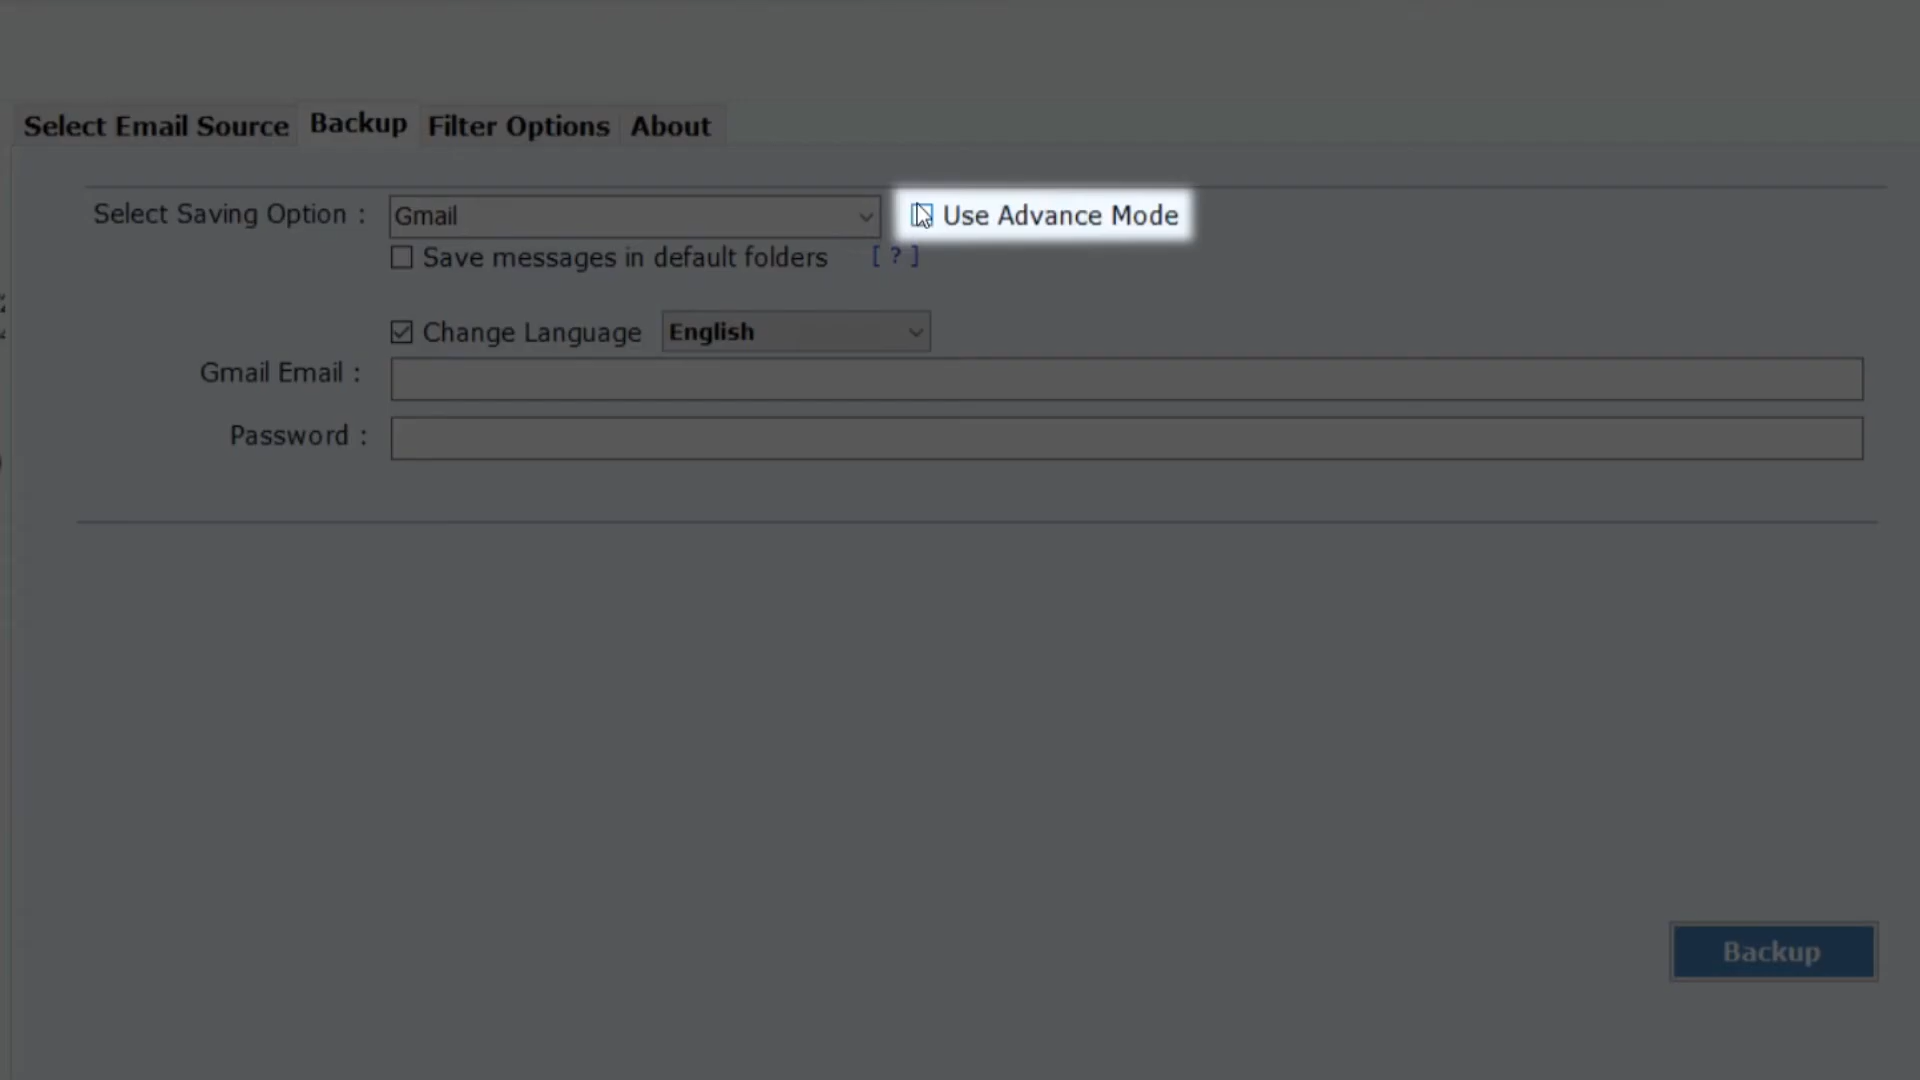 Select Email Source Backup Filter Options About
Select Saving Option : Gmail Use Advance Mode
Save messages in default folders [ ? ]
Change Language English
Gmail Email :
Password :
Backup